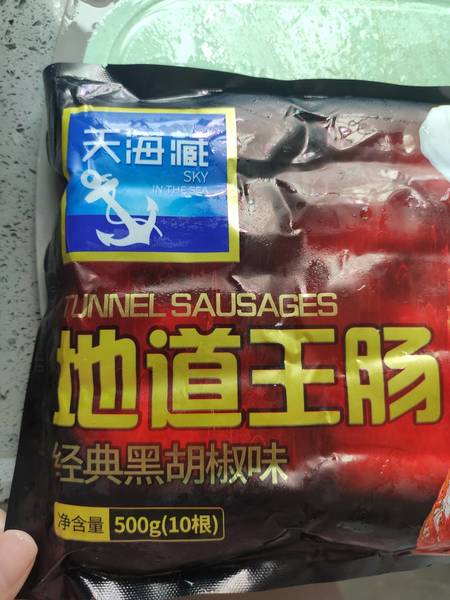 天海藏
SKY
IN THE SEA
TUNNEL SAUSAGES
地道王肠
经典黑胡椒味
净含量 500g(10根)